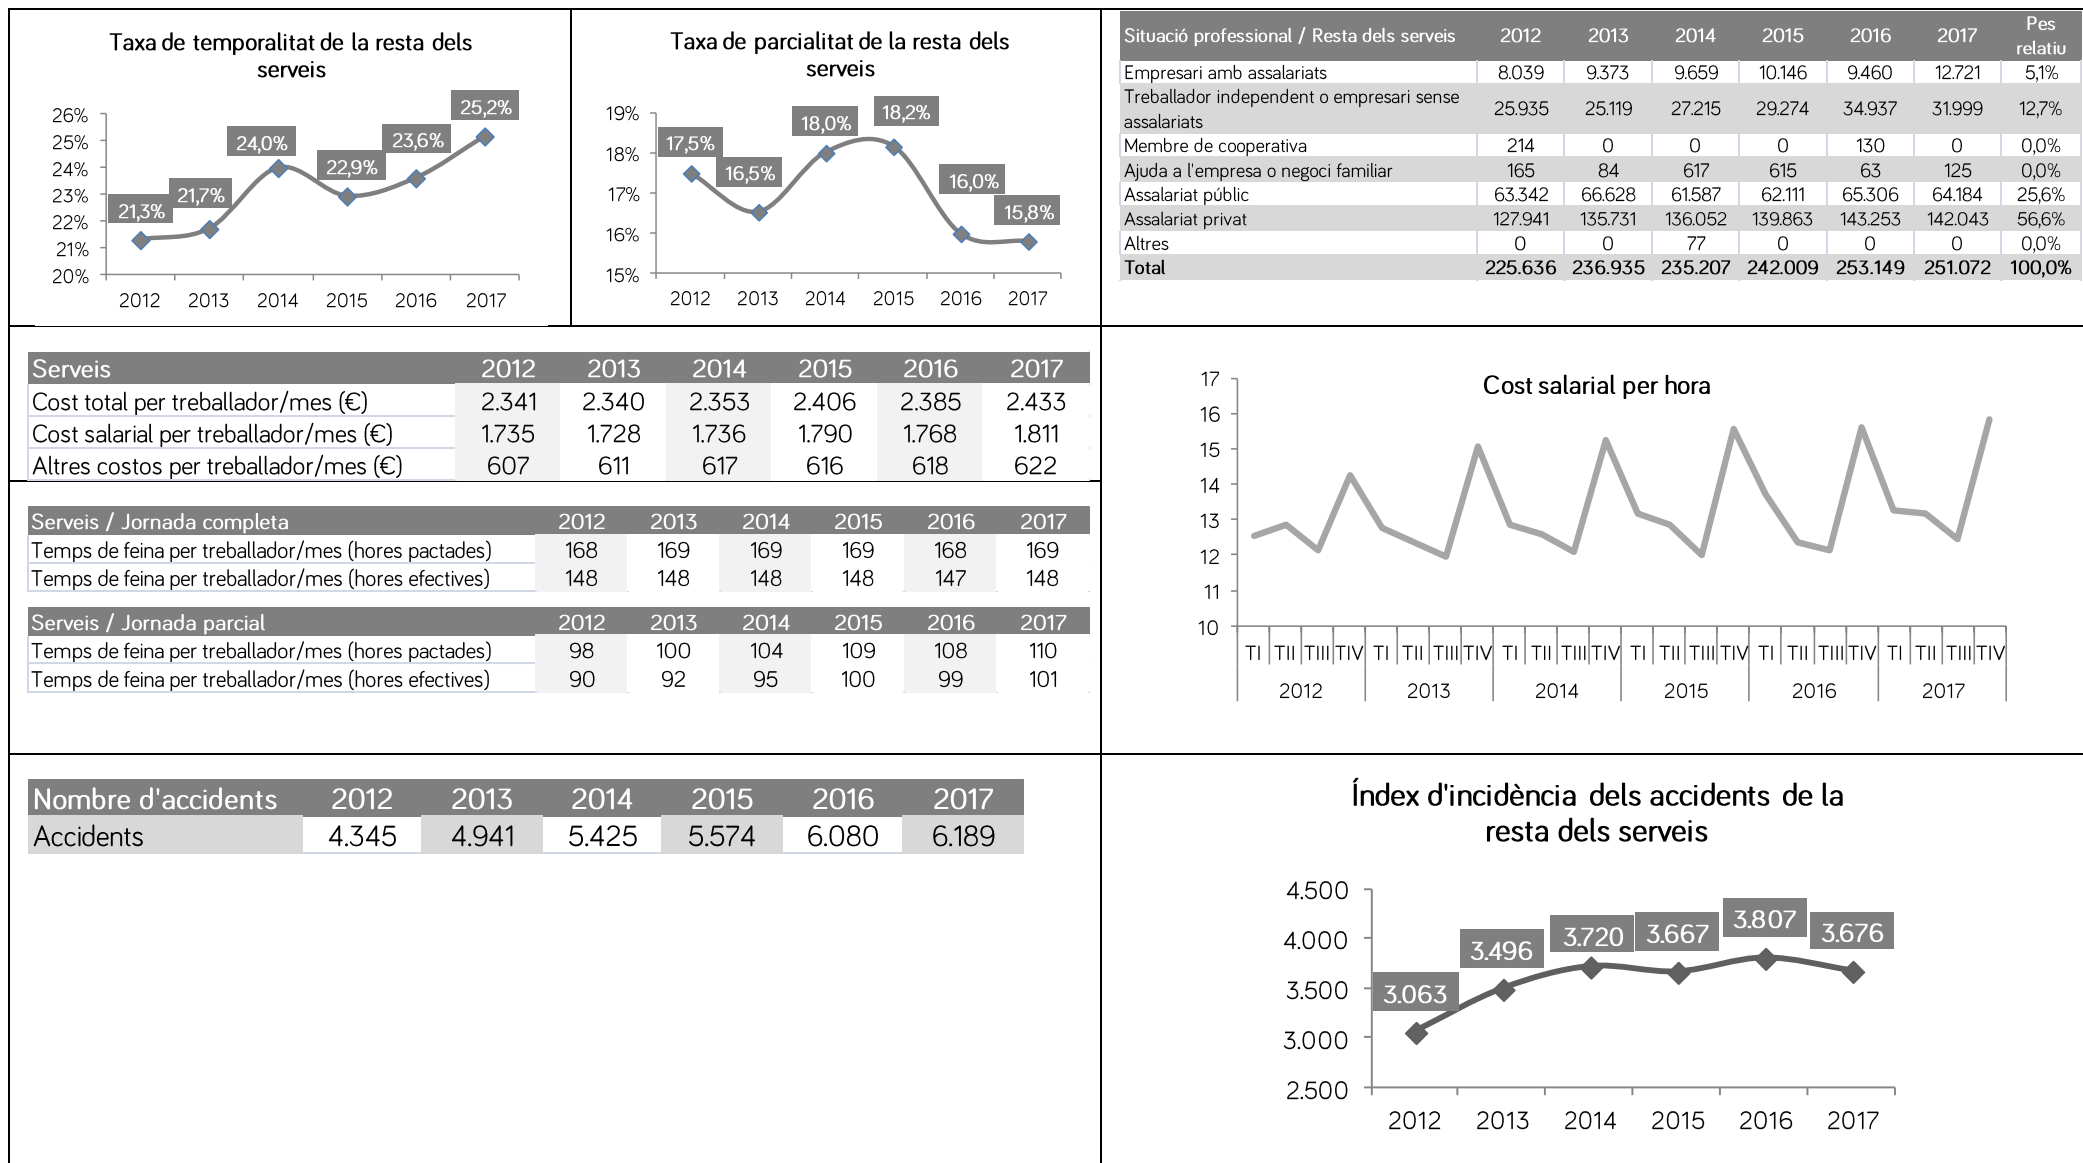 Taxa de temporalitat de la resta dels
serveis
26%
25%
24%
23%
22%
21%
20%
21,3%
21,7%
24,0%
22,9%
23,6%
25,2%
2012 2013 2014 2015 2016 2017
Taxa de parcialitat de la resta dels
serveis
19%
18%
17%
16%
15%
17,5%
16,5%
18,0%
18,2%
16,0%
15,8%
2012 2013 2014 2015 2016 2017
Situació professional / Resta dels serveis 2012 2013 2014 2015 2016 2017 Pes
relatiu
Empresari amb assalariats 8.039 9.373 9.659 10.146 9.460 12.721 5,1%
Treballador independent o empresari sense
assalariats 25.935 25.119 27.215 29.274 34.937 31.999 12,7%
Membre de cooperativa 214 0 0 0 130 0 0,0%
Ajuda a l'empresa o negoci familiar 165 84 617 615 63 125 0,0%
Assalariat públic 63.342 66.628 61.587 62.111 65.306 64.184 25,6%
Assalariat privat 127.941 135.731 136.052 139.863 143.253 142.043 56,6%
Altres 0 0 77 0 0 0 0,0%
Total 225.636 236.935 235.207 242.009 253.149 251.072 100,0%
Serveis 2012 2013 2014 2015 2016 2017
Cost total per treballador/mes (€) 2.341 2.340 2.353 2.406 2.385 2.433
Cost salarial per treballador/mes (€) 1.735 1.728 1.736 1.790 1.768 1.811
Altres costos per treballador/mes (€) 607 611 617 616 618 622
Serveis / Jornada completa 2012 2013 2014 2015 2016 2017
Temps de feina per treballador/mes (hores pactades) 168 169 169 169 168 169
Temps de feina per treballador/mes (hores efectives) 148 148 148 148 147 148
Serveis / Jornada parcial 2012 2013 2014 2015 2016 2017
Temps de feina per treballador/mes (hores pactades) 98 100 104 109 108 110
Temps de feina per treballador/mes (hores efectives) 90 92 95 100 99 101
Cost salarial per hora
17
16
15
14
13
12
11
10
TI TII TIII TIV TI TII TIII TIV TI TII TIII TIV TI TII TIII TIV TI TII TIII TIV TI TII TIII TIV
2012 2013 2014 2015 2016 2017
Nombre d'accidents 2012 2013 2014 2015 2016 2017
Accidents 4.345 4.941 5.425 5.574 6.080 6.189
Índex d'incidència dels accidents de la
resta dels serveis
4.500
4.000
3.500
3.000
2.500
3.063
3.496
3.720
3.667
3.807
3.676
2012 2013 2014 2015 2016 2017